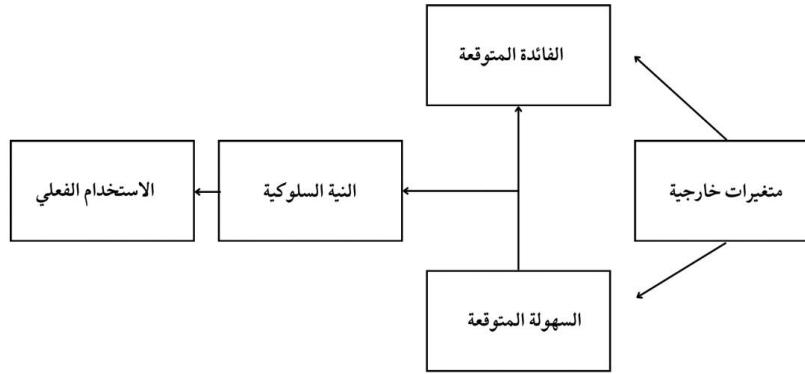 الفائدة المتوقعة
متغيرات خارجية
النية السلوكية
الاستخدام الفعلي
السهولة المتوقعة